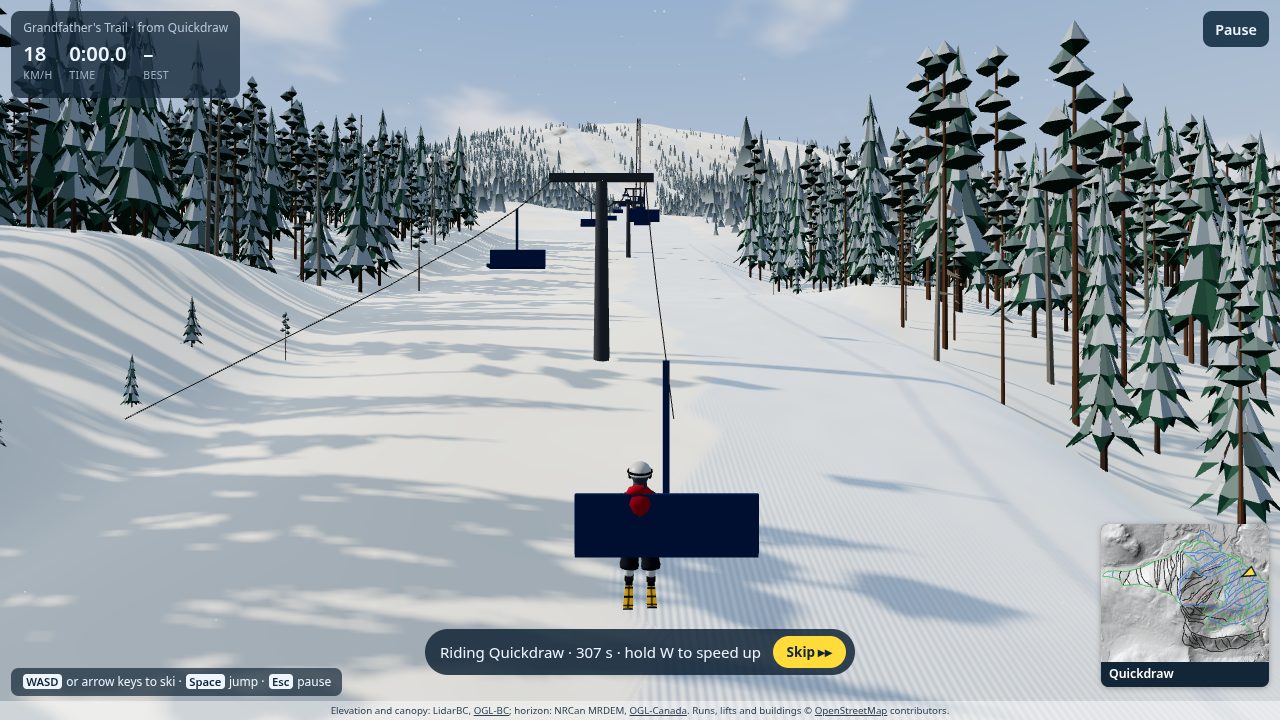 Grandfather's Trail · from Quickdraw
18 0:00.0 –
KM/H TIME BEST
Pause
Riding Quickdraw · 307 s · hold W to speed up Skip ▸▸
Quickdraw
WASD or arrow keys to ski · Space jump · Esc pause
Elevation and canopy: LidarBC, OGL-BC; horizon: NRCan MRDEM, OGL-Canada. Runs, lifts and buildings © OpenStreetMap contributors.